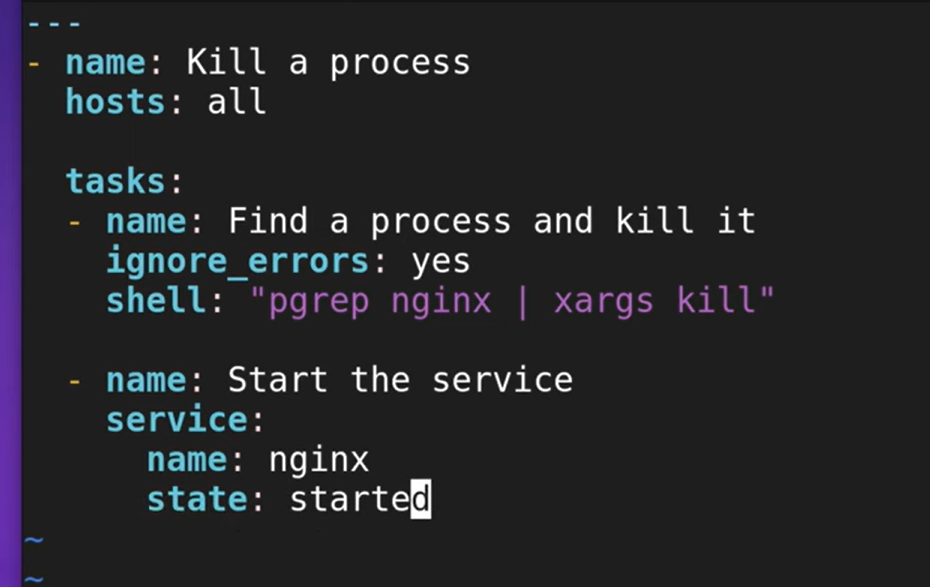 ---
- name: Kill a process
  hosts: all

  tasks:
  - name: Find a process and kill it
    ignore_errors: yes
    shell: "pgrep nginx | xargs kill"

  - name: Start the service
    service:
      name: nginx
      state: started
~
~